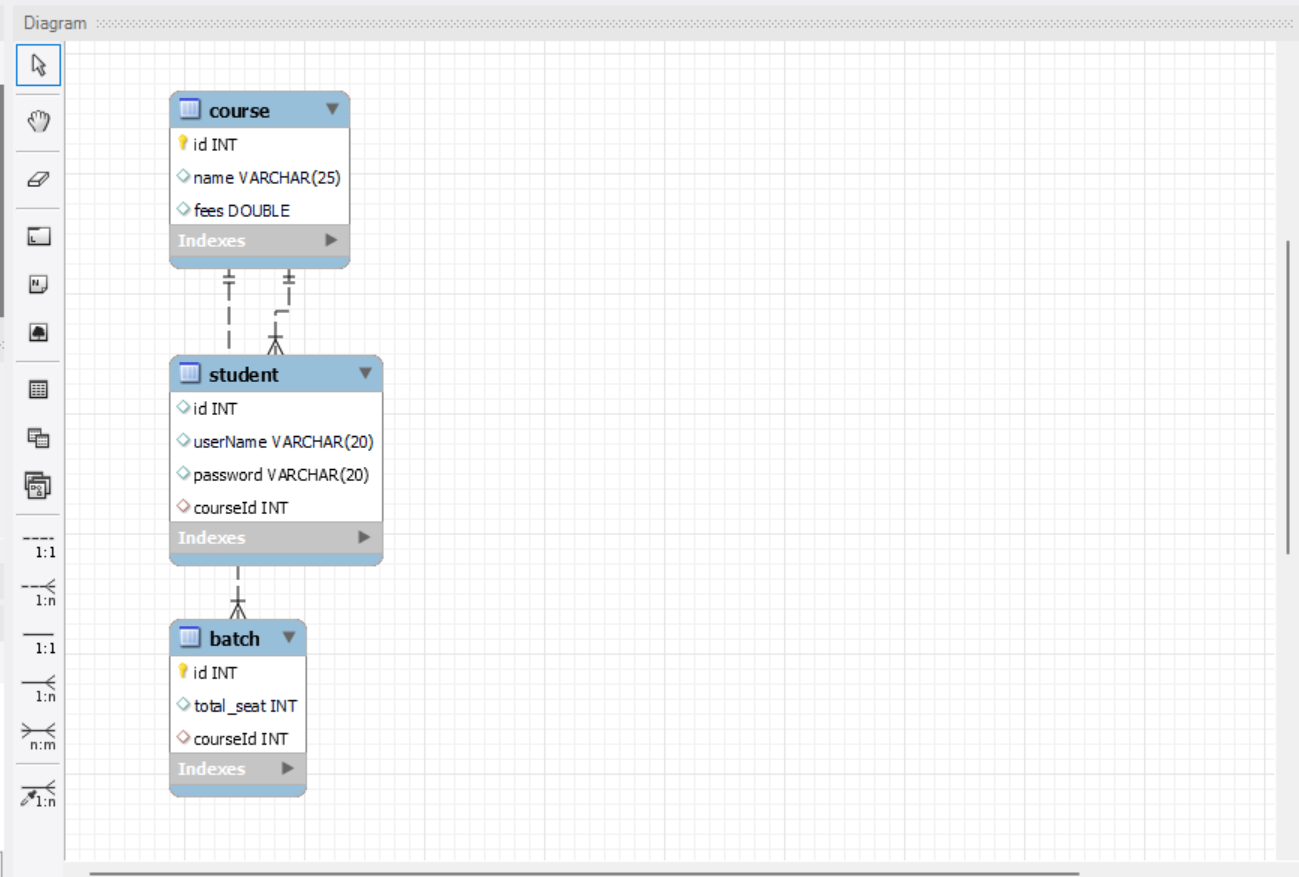 Diagram
course
id INT
name VARCHAR(25)
fees DOUBLE
Indexes
student
id INT
userName VARCHAR(20)
password VARCHAR(20)
courseId INT
Indexes
batch
id INT
total_seat INT
courseId INT
Indexes
1:1
1:n
1:1
1:n
n:m
1:n